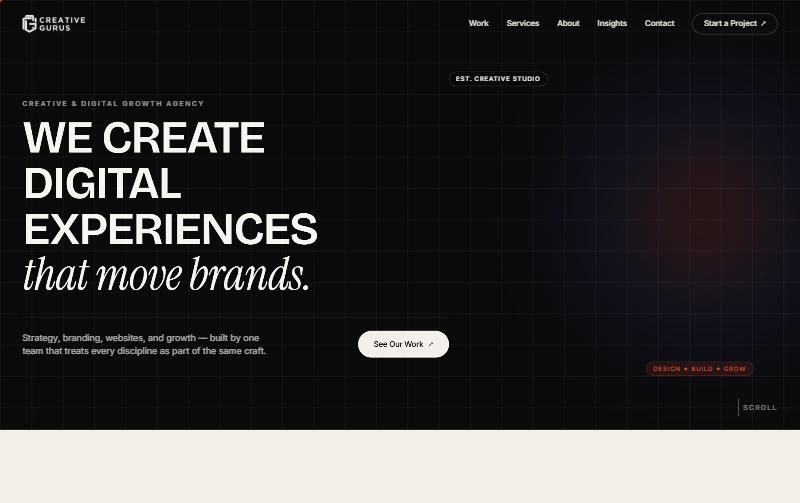 CREATIVE
GURUS
Work
Services
About
Insights
Contact
Start a Project ↗
EST. CREATIVE STUDIO
CREATIVE & DIGITAL GROWTH AGENCY
WE CREATE
DIGITAL
EXPERIENCES
that move brands.
Strategy, branding, websites, and growth — built by one
team that treats every discipline as part of the same craft.
See Our Work ↗
DESIGN ✦ BUILD ✦ GROW
SCROLL